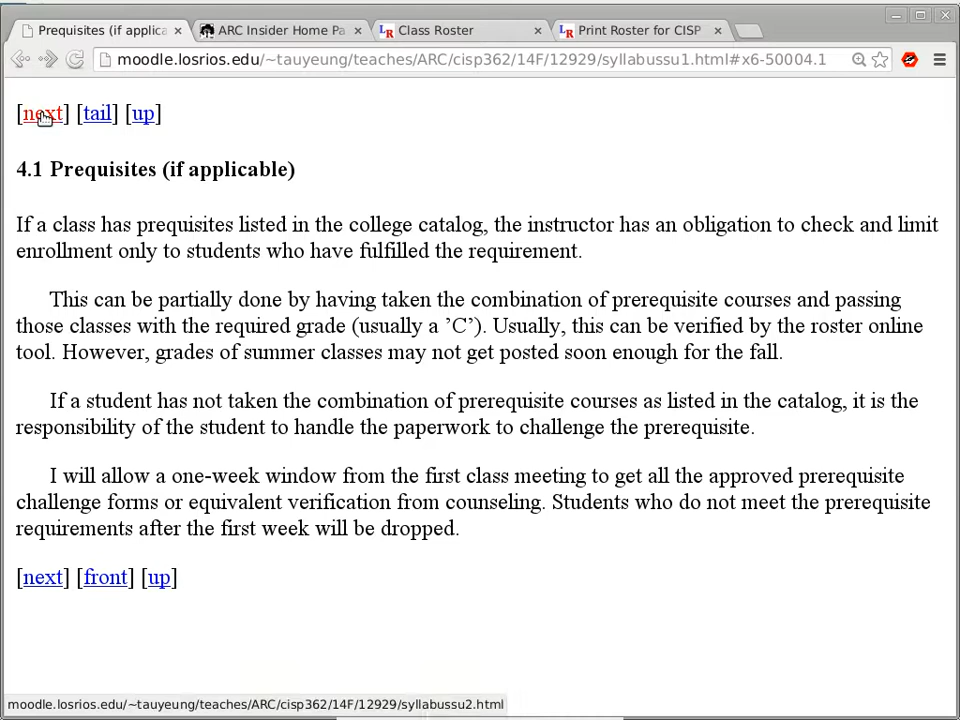 Prequisites (if applica
ARC Insider Home Pa
Class Roster
Print Roster for CISP
moodle.losrios.edu/~tauyeung/teaches/ARC/cisp362/14F/12929/syllabussu1.html#x6-50004.1
[next] [tail] [up]
4.1 Prequisites (if applicable)
If a class has prequisites listed in the college catalog, the instructor has an obligation to check and limit
enrollment only to students who have fulfilled the requirement.
This can be partially done by having taken the combination of prerequisite courses and passing
those classes with the required grade (usually a ’C’). Usually, this can be verified by the roster online
tool. However, grades of summer classes may not get posted soon enough for the fall.
If a student has not taken the combination of prerequisite courses as listed in the catalog, it is the
responsibility of the student to handle the paperwork to challenge the prerequisite.
I will allow a one-week window from the first class meeting to get all the approved prerequisite
challenge forms or equivalent verification from counseling. Students who do not meet the prerequisite
requirements after the first week will be dropped.
[next] [front] [up]
moodle.losrios.edu/~tauyeung/teaches/ARC/cisp362/14F/12929/syllabussu2.html